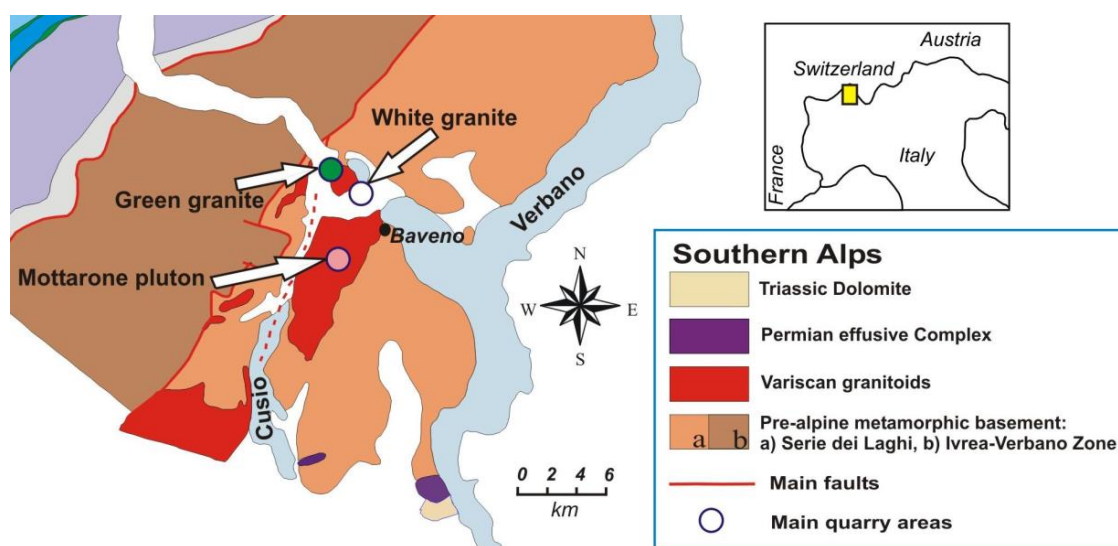 White granite
Green granite
Mottarone pluton
Baveno
Verbano
Cusio
N
W
E
S
0 2 4 6
km
Austria
Switzerland
Italy
France
Southern Alps
Triassic Dolomite
Permian effusive Complex
Variscan granitoids
a b
Pre-alpine metamorphic basement:
a) Serie dei Laghi, b) Ivrea-Verbano Zone
Main faults
Main quarry areas